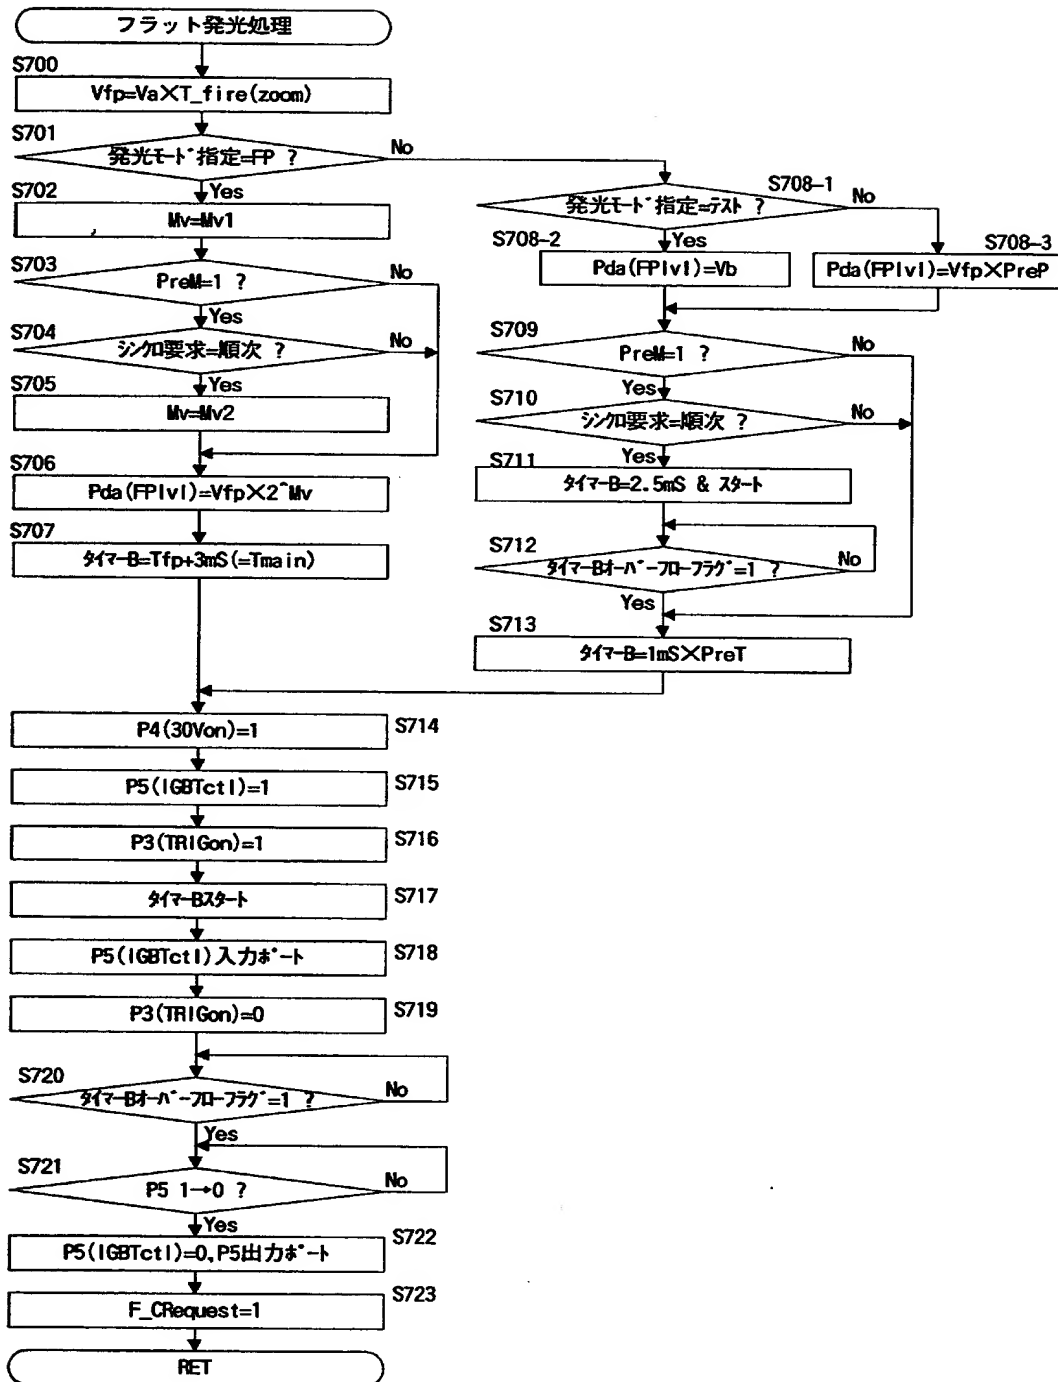 フラット発光処理
S700
Vfp=Va×T_fire(zoom)
S701
発光モード指定=FP ?
No
Yes
S702
Mv=Mv1
S703
PreM=1 ?
No
Yes
S704
シンクロ要求=順次 ?
No
Yes
S705
Mv=Mv2
S706
Pda(FPlvl)=Vfp×2^Mv
S707
タイマーB=Tfp+3mS(=Tmain)
S708-1
発光モード指定=テスト ?
No
Yes
S708-2
Pda(FPlvl)=Vb
S708-3
Pda(FPlvl)=Vfp×PreP
S709
PreM=1 ?
No
Yes
S710
シンクロ要求=順次 ?
No
Yes
S711
タイマーB=2.5mS & スタート
S712
タイマーBオーバーフローフラグ=1 ?
No
Yes
S713
タイマーB=1mS×PreT
P4(30Von)=1
S714
P5(IGBTctl)=1
S715
P3(TRIGon)=1
S716
タイマーBスタート
S717
P5(IGBTctl)入力ポート
S718
P3(TRIGon)=0
S719
S720
タイマーBオーバーフローフラグ=1 ?
No
Yes
S721
P5 1→0 ?
No
Yes
S722
P5(IGBTctl)=0,P5出力ポート
S723
F_CRequest=1
RET